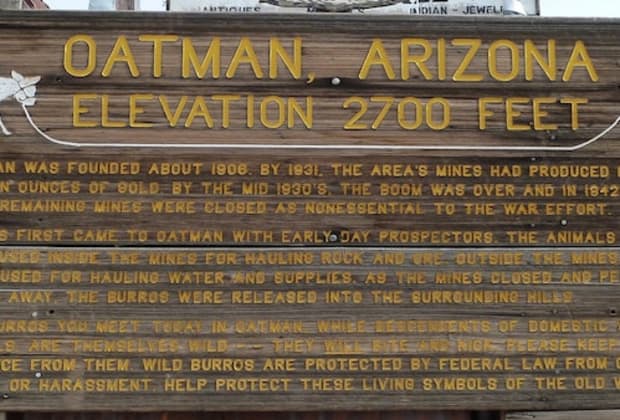 ANTIQUES INDIAN JEWEL
OATMAN, ARIZONA
ELEVATION 2700 FEET
AN WAS FOUNDED ABOUT 1906. BY 1931, THE AREA'S MINES HAD PRODUCED
N OUNCES OF GOLD. BY THE MID 1930'S, THE BOOM WAS OVER AND IN 1942
REMAINING MINES WERE CLOSED AS NONESSENTIAL TO THE WAR EFFORT.
S FIRST CAME TO OATMAN WITH EARLY DAY PROSPECTORS. THE ANIMALS
USED INSIDE THE MINES FOR HAULING ROCK AND ORE. OUTSIDE THE MINES,
USED FOR HAULING WATER AND SUPPLIES. AS THE MINES CLOSED AND PE
AWAY, THE BURROS WERE RELEASED INTO THE SURROUNDING HILLS.
URROS YOU MEET TODAY IN OATMAN, WHILE DESCENDENTS OF DOMESTIC
S ARE THEMSELVES WILD - THEY WILL BITE AND KICK. PLEASE KEEP
CE FROM THEM. WILD BURROS ARE PROTECTED BY FEDERAL LAW FROM
OR HARASSMENT. HELP PROTECT THESE LIVING SYMBOLS OF THE OLD W